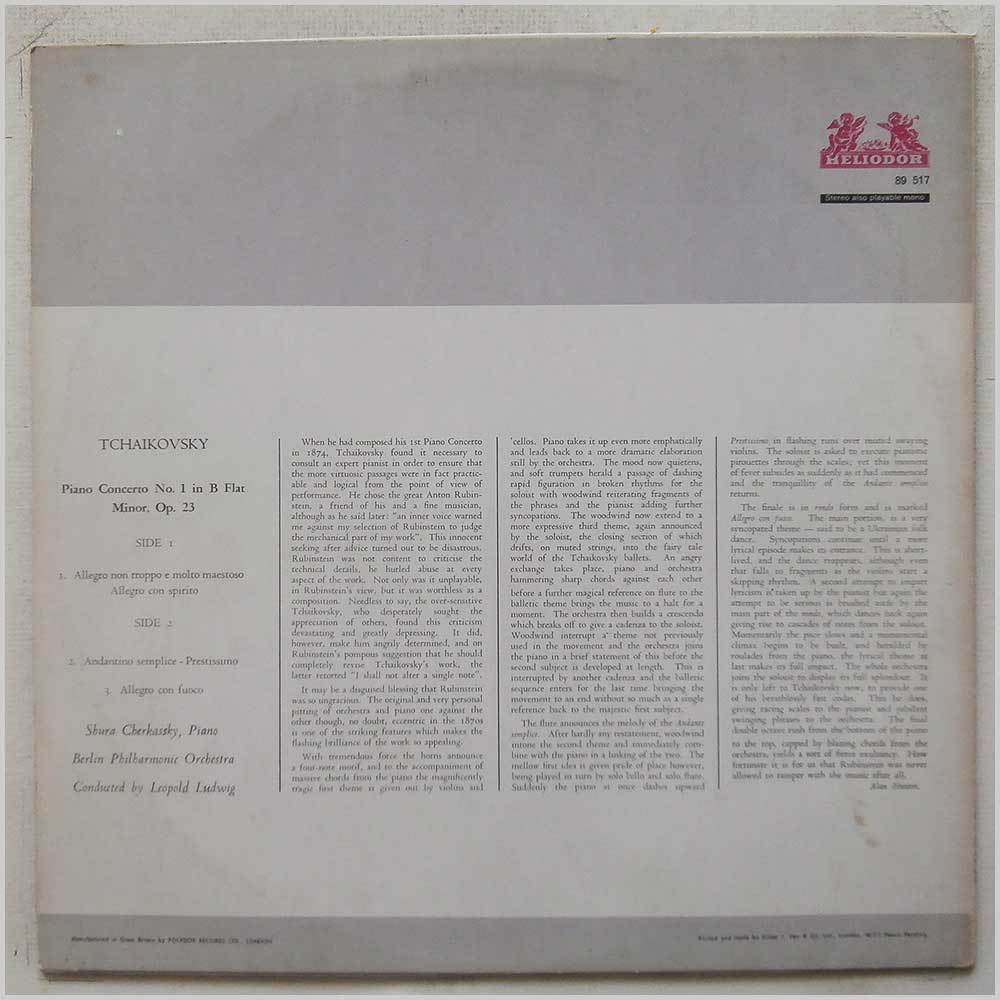 HELIODOR
89 517
Stereo also playable mono
TCHAIKOVSKY
Piano Concerto No. 1 in B Flat
Minor, Op. 23
SIDE 1
1. Allegro non troppo e molto maestoso
Allegro con spirito
SIDE 2
2. Andantino semplice - Prestissimo
3. Allegro con fuoco
Shura Cherkassky, Piano
Berlin Philharmonic Orchestra
Conducted by Leopold Ludwig
When he had composed his 1st Piano Concerto
in 1874, Tchaikovsky found it necessary to
consult an expert pianist in order to ensure that
the more virtuosic passages were in fact practic-
able and logical from the point of view of
performance. He chose the great Anton Rubin-
stein, a friend of his and a fine musician,
although as he said later: "an inner voice warned
me against my selection of Rubinstein to judge
the mechanical part of my work". This innocent
seeking after advice turned out to be disastrous.
Rubinstein was not content to criticise the
technical details, he hurled abuse at every
aspect of the work. Not only was it unplayable,
in Rubinstein's view, but it was worthless as a
composition. Needless to say, the over-sensitive
Tchaikovsky, who desperately sought the
appreciation of others, found this criticism
devastating and greatly depressing. It did,
however, make him angrily determined, and on
Rubinstein's pompous suggestion that he should
completely revise Tchaikovsky's work, the
latter retorted "I shall not alter a single note".
It may be a disguised blessing that Rubinstein
was so ungracious. The original and very personal
pitting of orchestra and piano one against the
other though, no doubt, eccentric in the 1870s
is one of the striking features which makes the
flashing brilliance of the work so appealing.
With tremendous force the horns announce
a four-note motif, and to the accompaniment of
massive chords from the piano the magnificently
tragic first theme is given out by violins and
'cellos. Piano takes it up even more emphatically
and leads back to a more dramatic elaboration
still by the orchestra. The mood now quietens,
and soft trumpets herald a passage of dashing
rapid figuration in broken rhythms for the
soloist with woodwind reiterating fragments of
the phrases and the pianist adding further
syncopations. The woodwind now extend to a
more expressive third theme, again announced
by the soloist, the closing section of which
drifts, on muted strings, into the fairy tale
world of the Tchaikovsky ballets. An angry
exchange takes place, piano and orchestra
hammering sharp chords against each other
before a further magical reference on flute to the
balletic theme brings the music to a halt for a
moment. The orchestra builds a crescendo
which breaks off to give a cadenza to the soloist.
Woodwind interrupt a theme not previously
used in the movement and the orchestra joins
the piano in a brief statement of this before the
second subject is developed at length. This is
interrupted by another cadenza and the balletic
sequence enters for the last time bringing the
movement to an end without so much as a single
reference back to the majestic first subject.
The flute announces the melody of the Andante
semplice. After hardly any restatement, woodwind
intone the second theme and immediately com-
bine with the piano in a linking of the two. The
mellow first idea is given pride of place however,
being played in turn by solo cello and solo flute.
Suddenly the piano at once dashes upward
Prestissimo in flashing runs over muted swaying
violins. The soloist is asked to execute pianistic
pirouettes through the scales; yet this moment
of fever subsides as suddenly as it had commenced
and the tranquillity of the Andante semplice
returns.
The finale is in rondo form and is marked
Allegro con fuoco. The main portion, is a very
syncopated theme — said to be a Ukrainian folk
dance. Syncopations continue until a more
lyrical episode makes its entrance. This is short-
lived, and the dance reappears, although even
that falls to fragments as the violins start a
skipping rhythm. A second attempt to impart
lyricism is taken up by the pianist but again the
attempt to be serious is brushed aside by the
main part of the rondo, which dances back again
giving rise to cascades of notes from the soloist.
Momentarily the pace slows and a monumental
climax begins to be built, and heralded by
roulades from the piano, the lyrical theme at
last makes its full impact. The whole orchestra
joins the soloist to display its full splendour. It
is only left to Tchaikovsky now, to provide one
of his breathlessly fast codas. This he does,
giving racing scales to the pianist and jubilant
swinging phrases to the orchestra. The final
double octave rush from the bottom of the piano
to the top, capped by blazing chords from the
orchestra, yields a sort of fierce exultance. How
fortunate it is for us that Rubinstein was never
allowed to tamper with the music after all.
Alan
Manufactured in Great Britain by POLYDOR RECORDS LTD., LONDON
Printed and made by